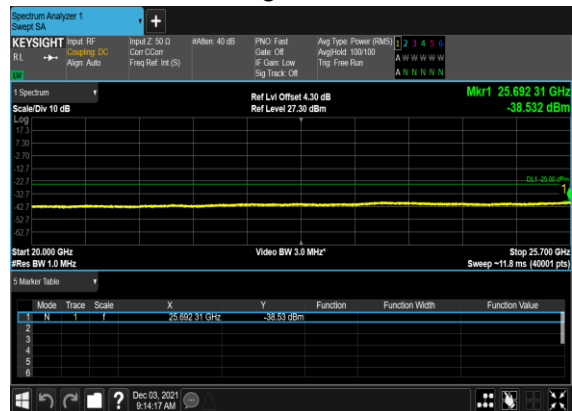 Spectrum Analyzer 1
Swept SA
KEYSIGHT Input: RF Input Z: 50 Ω #Atten: 40 dB PNO: Fast Avg Type: Power (RMS) 1 2 3 4 5 6
RL Coupling: DC Corr CCorr Gate: Off Avg|Hold: 100/100 A W W W W W
Align: Auto Freq Ref: Int (S) IF Gain: Low Trig: Free Run
LW Sig Track: Off A N N N N N
1 Spectrum Ref Lvl Offset 4.30 dB Mkr1 25.692 31 GHz
Scale/Div 10 dB Ref Level 27.30 dBm -38.532 dBm
Log
17.3
7.30
-2.70
-12.7
-22.7 DL1 -25.00 dBm
-32.7 1
-42.7
-52.7
-62.7
Start 20.000 GHz Video BW 3.0 MHz* Stop 25.700 GHz
#Res BW 1.0 MHz Sweep ~11.8 ms (40001 pts)
5 Marker Table
Mode Trace Scale X Y Function Function Width Function Value
1 N 1 f 25.692 31 GHz -38.53 dBm
2
3
4
5
6
? Dec 03, 2021
9:14:17 AM